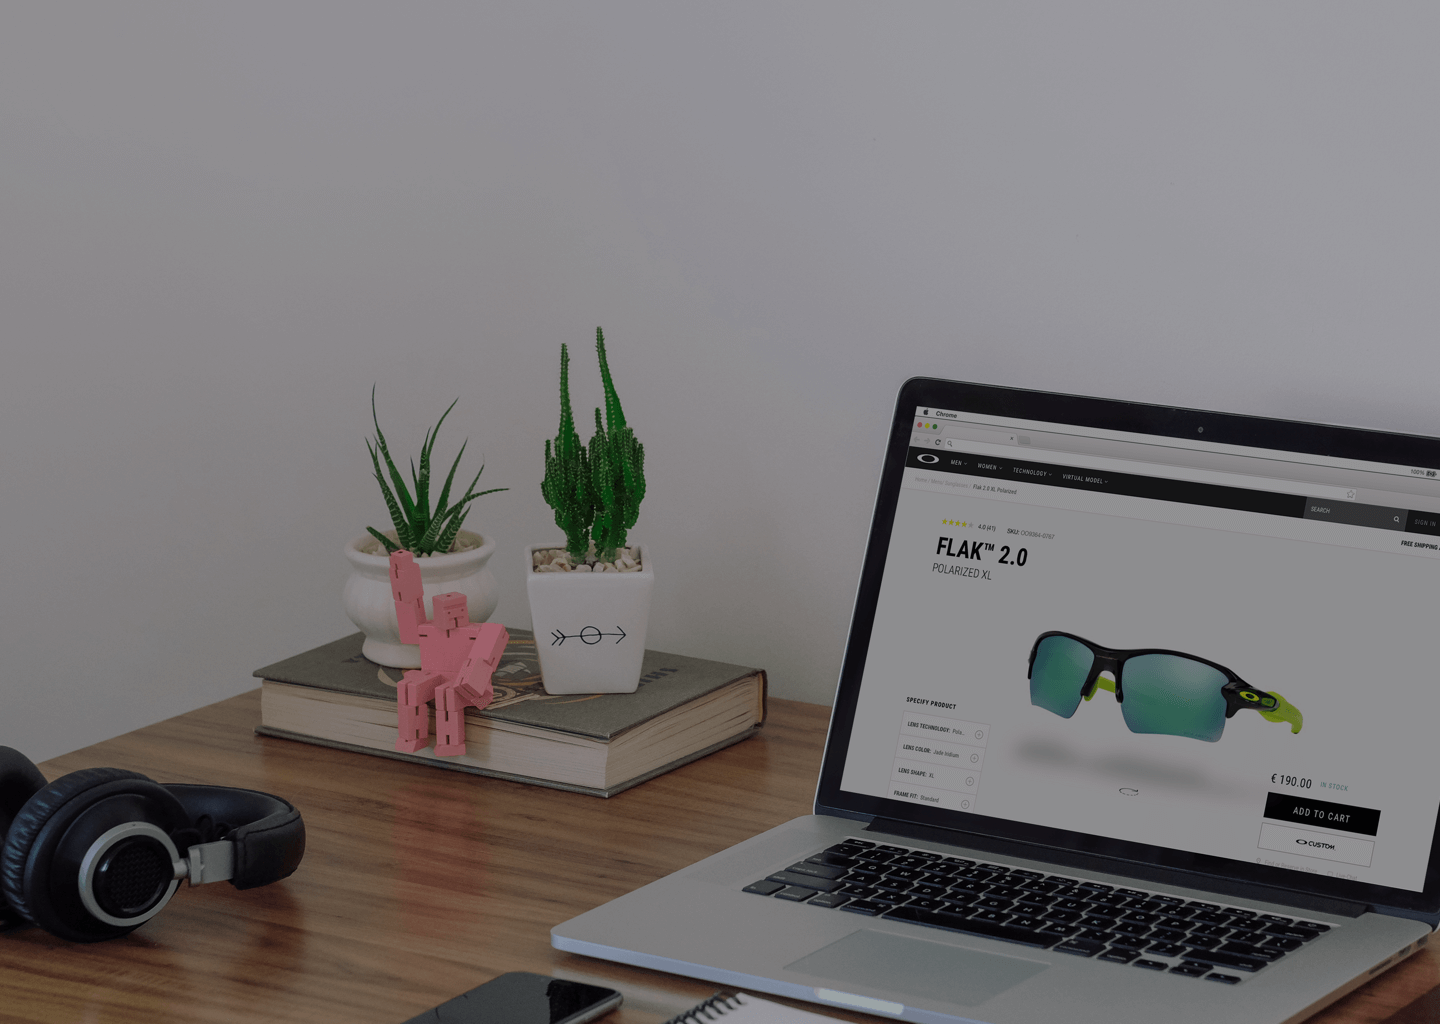 Chrome
100%
MEN
WOMEN
TECHNOLOGY
VIRTUAL MODEL
SEARCH
SIGN IN
Flak 2.0 XL Polarized
FREE SHIPPING
4.0 (41)
SKU: OO9084-0767
FLAK™ 2.0
POLARIZED XL
SPECIFY PRODUCT
LENS TECHNOLOGY: Pola..
LENS COLOR: Jade Iridium
LENS SHAPE: XL
FRAME FIT: Standard
€ 190.00 IN STOCK
ADD TO CART
CUSTOM